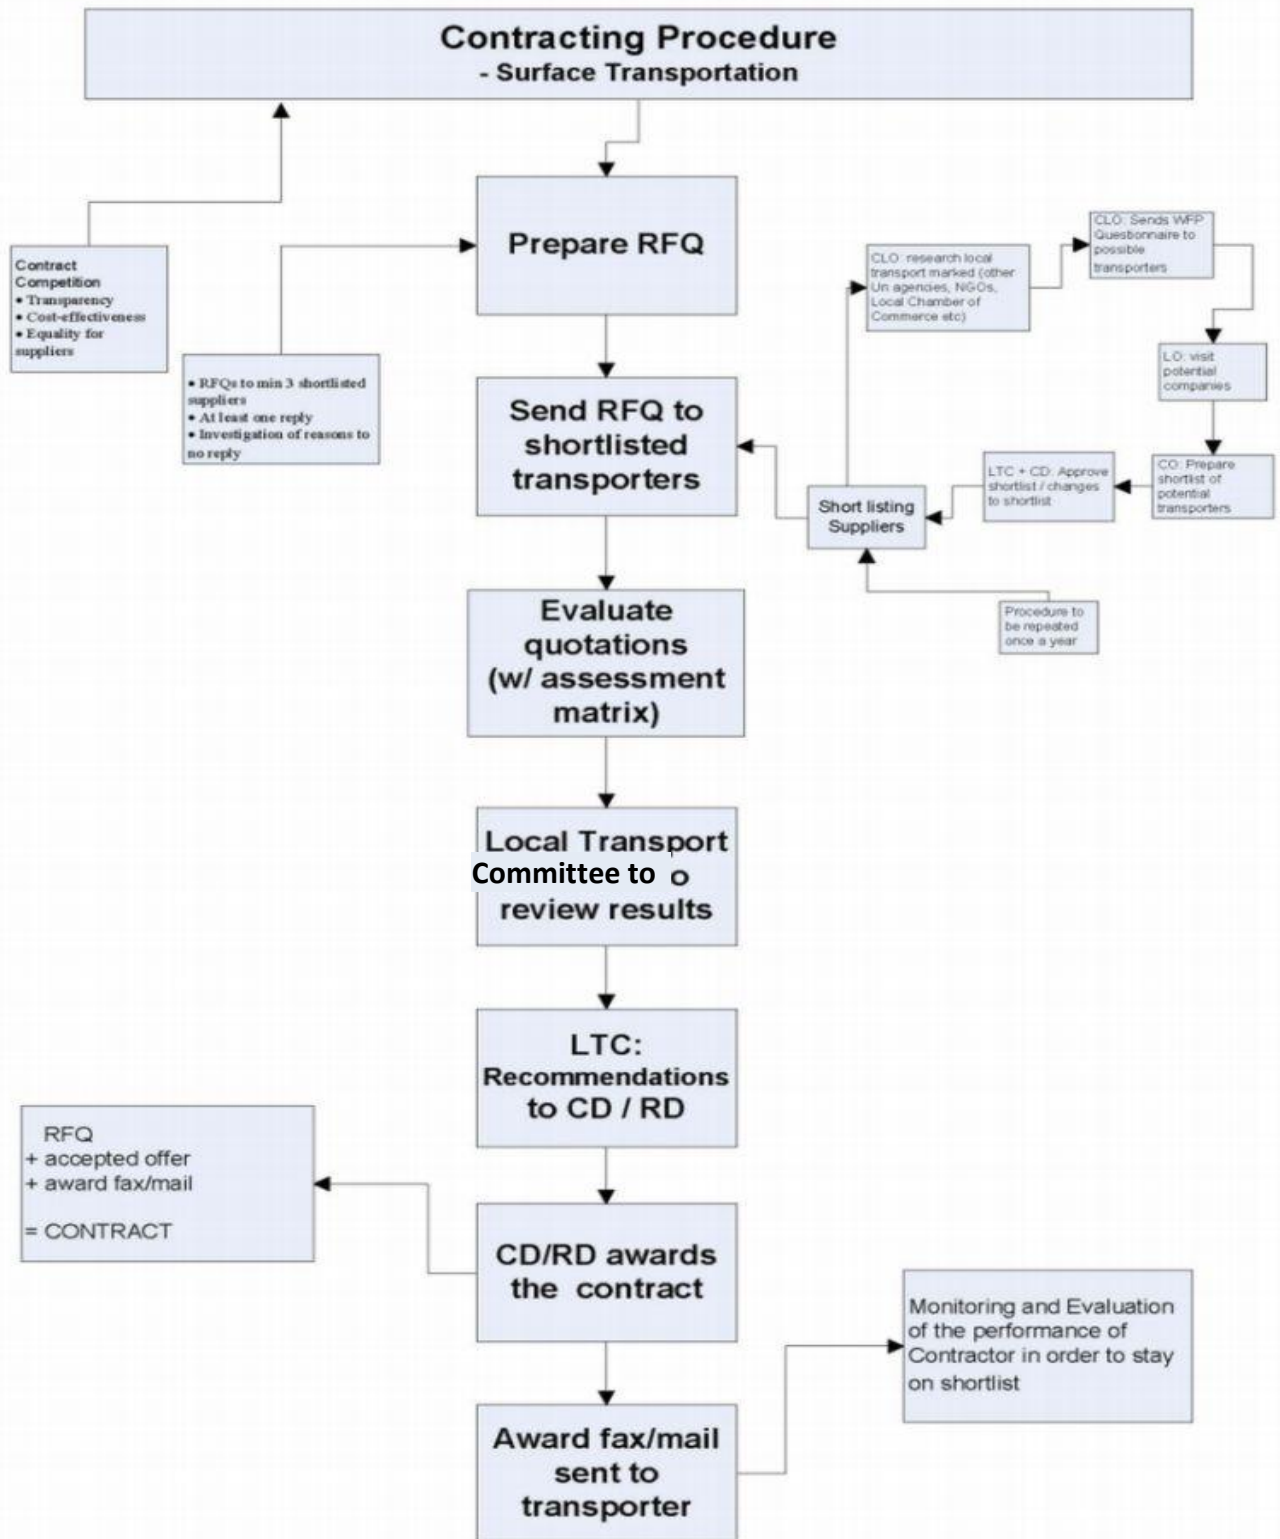 Contracting Procedure
- Surface Transportation
Prepare RFQ
Contract
Competition
• Transparency
• Cost-effectiveness
• Equality for
suppliers
• RFQs to min 3 shortlisted
suppliers
• At least one reply
• Investigation of reasons to
no reply
CLO: research local
transport marked (other
Un agencies, NGOs,
Local Chamber of
Commerce etc)
CLO: Sends WFP
Questionnaire to
possible
transporters
LO: visit
potential
companies
CO: Prepare
shortlist of
potential
transporters
LTC + CD: Approve
shortlist / changes
to shortlist
Short listing
Suppliers
Procedure to
be repeated
once a year
Send RFQ to
shortlisted
transporters
Evaluate
quotations
(w/ assessment
matrix)
Local Transport
Committee to o
review results
LTC:
Recommendations
to CD / RD
RFQ
+ accepted offer
+ award fax/mail
= CONTRACT
CD/RD awards
the contract
Monitoring and Evaluation
of the performance of
Contractor in order to stay
on shortlist
Award fax/mail
sent to
transporter